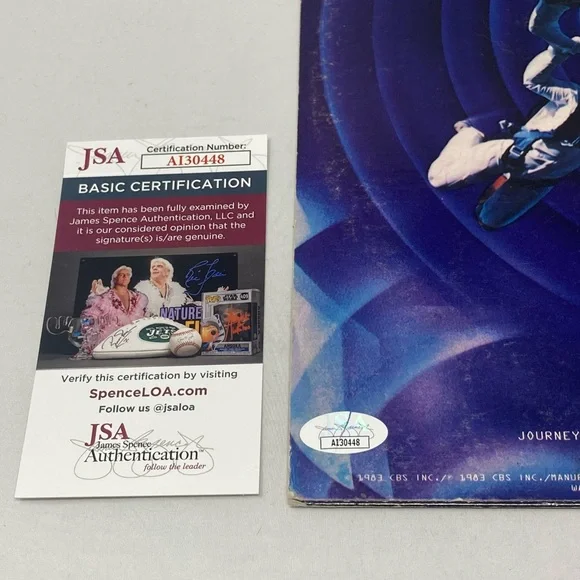 JSA
Certification Number:
AI30448
BASIC CERTIFICATION
This item has been fully examined by
James Spence Authentication, LLC and
it is our considered opinion that the
signature(s) is/are genuine.
NATURE
Verify this certification by visiting
SpenceLOA.com
Follow us @jsaloa
JSA
James Spence
Authentication
follow the leader
AI30448
JOURNEY
1983 CBS INC./℗ 1983 CBS INC./MANUF